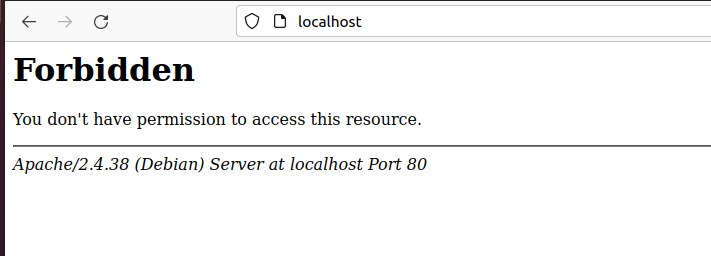 localhost
Forbidden
You don't have permission to access this resource.
Apache/2.4.38 (Debian) Server at localhost Port 80